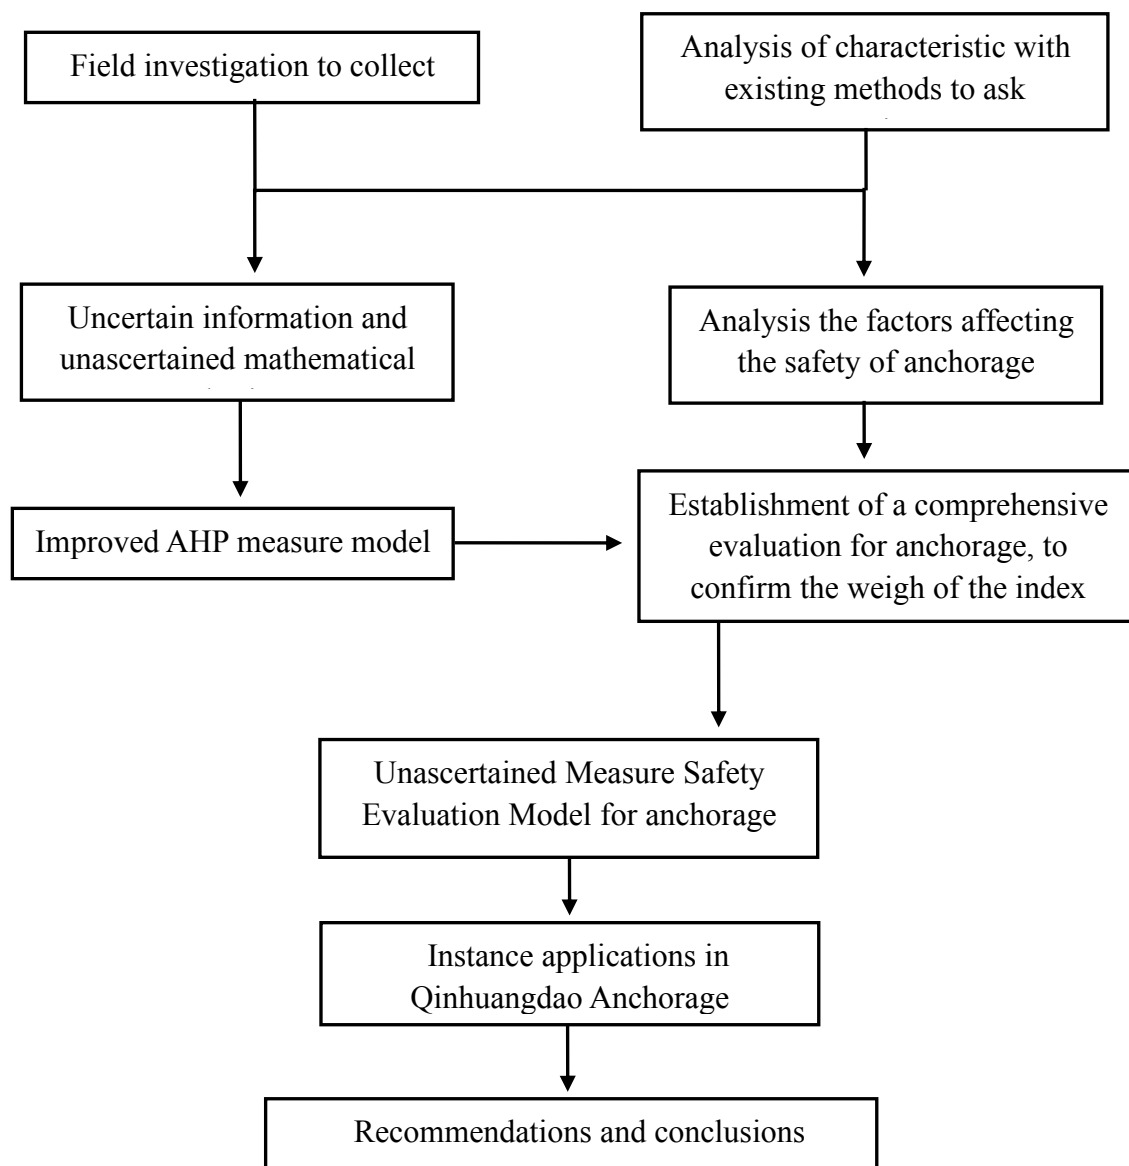 Field investigation to collect
Analysis of characteristic with
existing methods to ask
Uncertain information and
unascertained mathematical
Analysis the factors affecting
the safety of anchorage
Improved AHP measure model
Establishment of a comprehensive
evaluation for anchorage, to
confirm the weigh of the index
Unascertained Measure Safety
Evaluation Model for anchorage
Instance applications in
Qinhuangdao Anchorage
Recommendations and conclusions